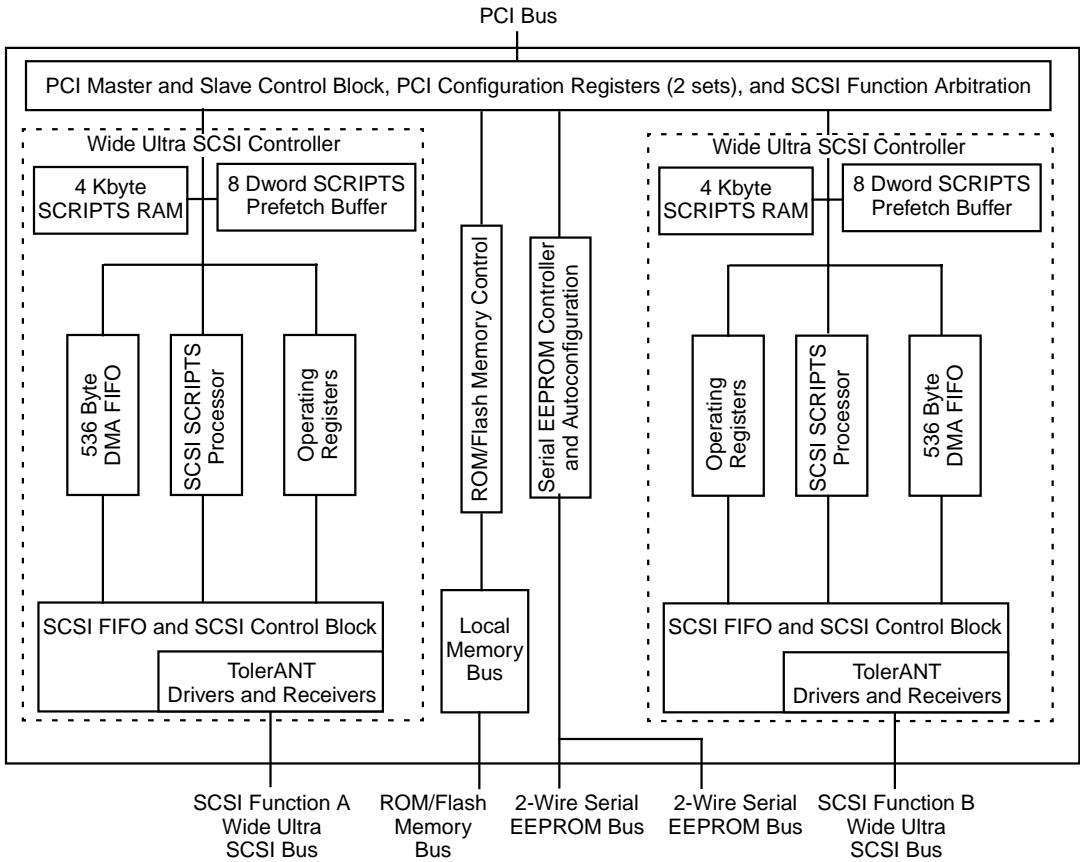 PCI Bus
PCI Master and Slave Control Block, PCI Configuration Registers (2 sets), and SCSI Function Arbitration
Wide Ultra SCSI Controller
4 Kbyte
SCRIPTS RAM
8 Dword SCRIPTS
Prefetch Buffer
536 Byte
DMA FIFO
SCSI SCRIPTS
Processor
Operating
Registers
SCSI FIFO and SCSI Control Block
TolerANT
Drivers and Receivers
ROM/Flash Memory Control
Local
Memory
Bus
Serial EEPROM Controller
and Autoconfiguration
Wide Ultra SCSI Controller
4 Kbyte
SCRIPTS RAM
8 Dword SCRIPTS
Prefetch Buffer
Operating
Registers
SCSI SCRIPTS
Processor
536 Byte
DMA FIFO
SCSI FIFO and SCSI Control Block
TolerANT
Drivers and Receivers
SCSI Function A
Wide Ultra
SCSI Bus
ROM/Flash
Memory
Bus
2-Wire Serial
EEPROM Bus
2-Wire Serial
EEPROM Bus
SCSI Function B
Wide Ultra
SCSI Bus